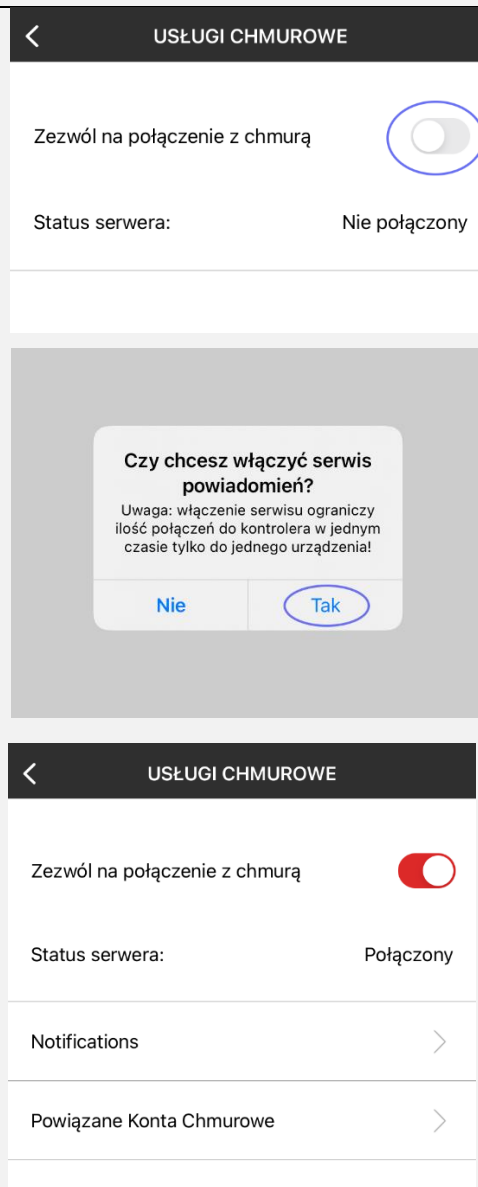 USŁUGI CHMUROWE
Zezwól na połączenie z chmurą
Status serwera: Nie połączony
Czy chcesz włączyć serwis
powiadomień?
Uwaga: włączenie serwisu ograniczy
ilość połączeń do kontrolera w jednym
czasie tylko do jednego urządzenia!
Nie Tak
USŁUGI CHMUROWE
Zezwól na połączenie z chmurą
Status serwera: Połączony
Notifications
Powiązane Konta Chmurowe